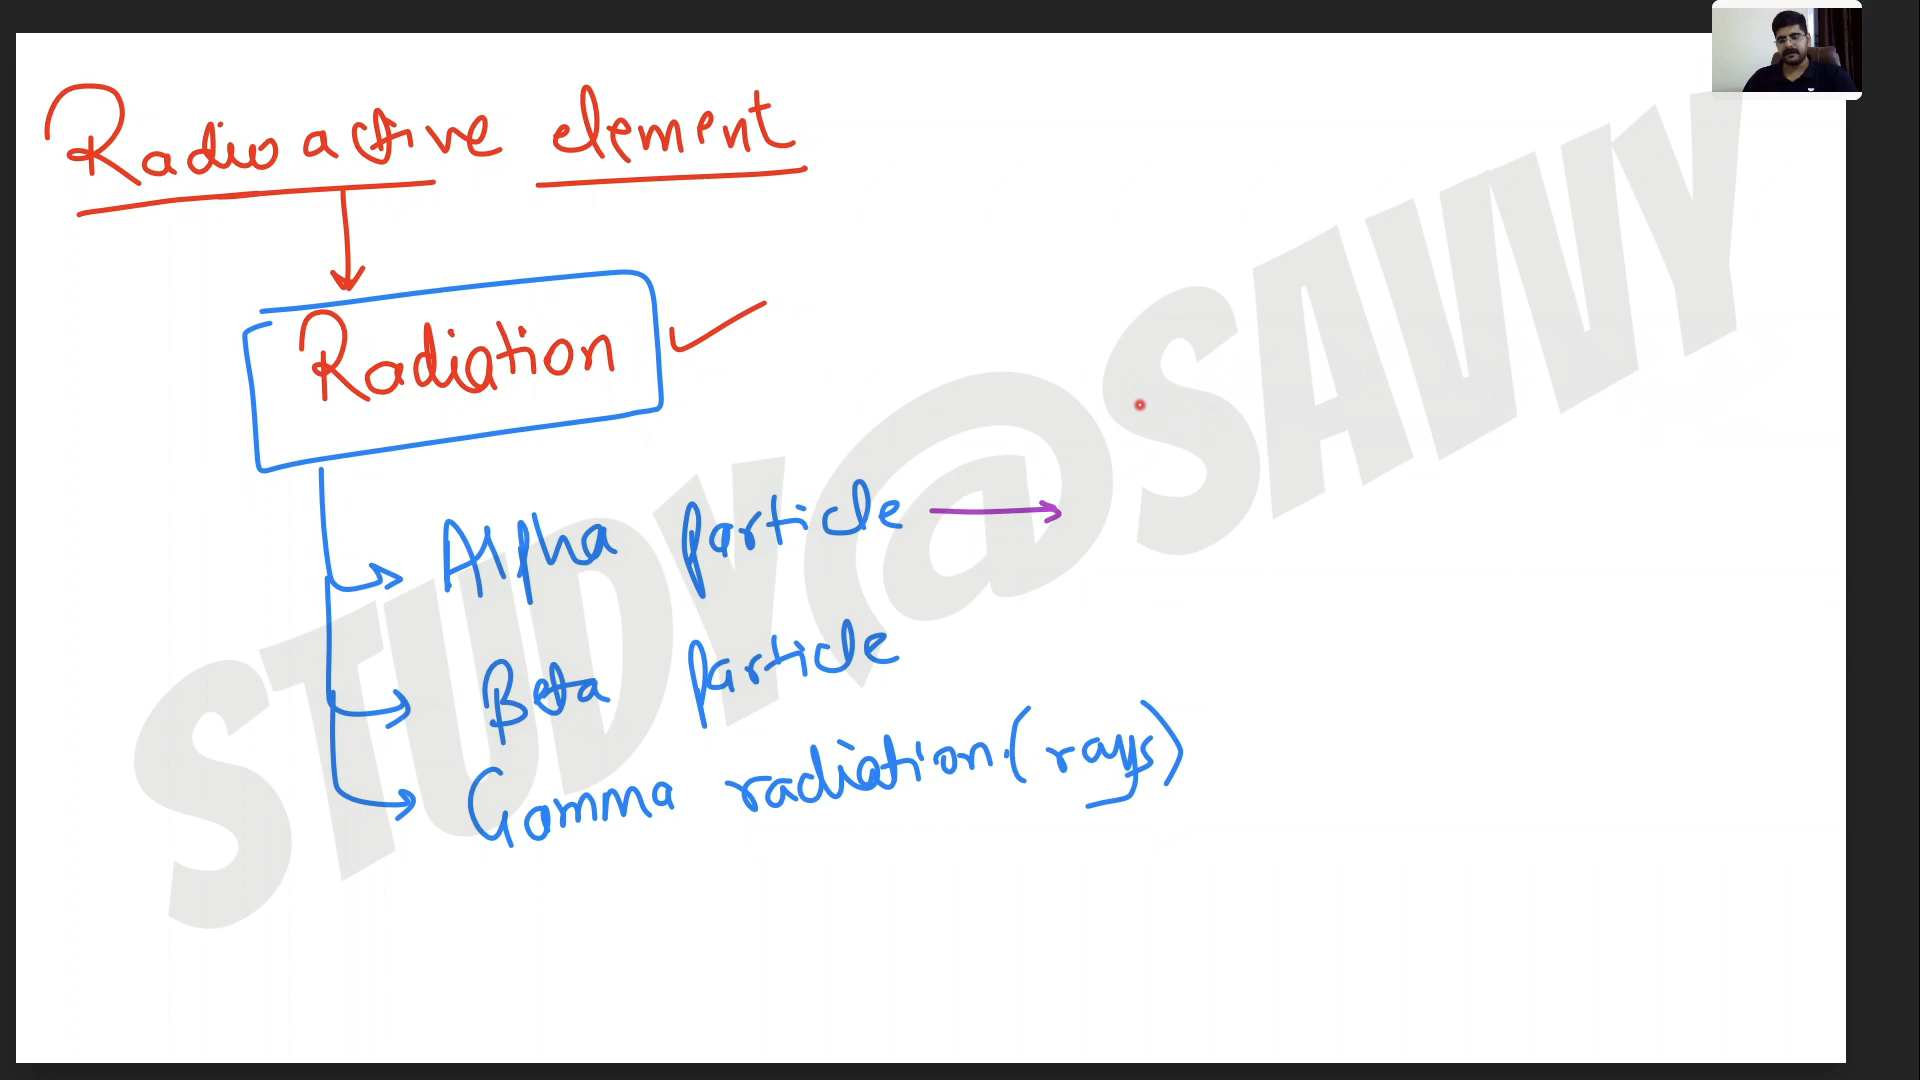 Radioactive element
Radiation
Alpha particle
Beta particle
Gamma radiation (rays)
STUDY@SAVVY